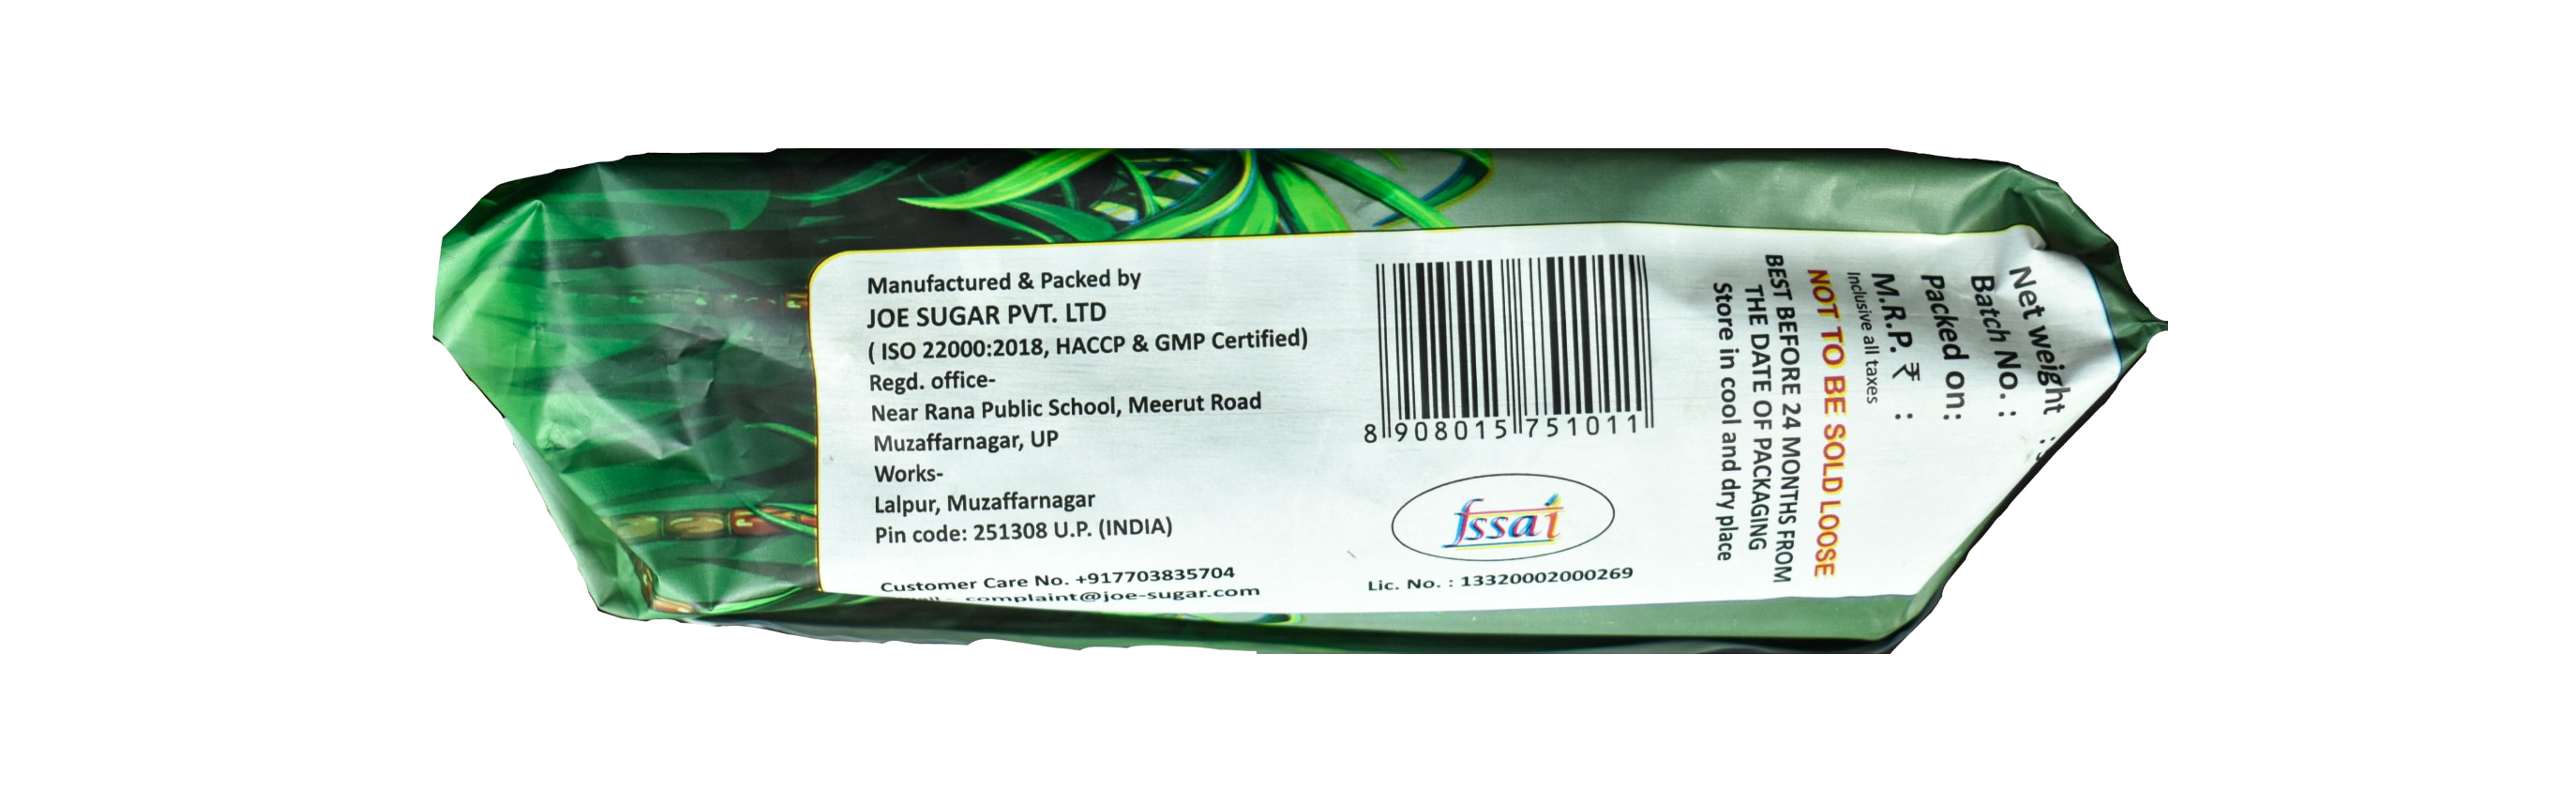 Manufactured & Packed by
JOE SUGAR PVT. LTD
( ISO 22000:2018, HACCP & GMP Certified)
Regd. office-
Near Rana Public School, Meerut Road
Muzaffarnagar, UP
Works-
Lalpur, Muzaffarnagar
Pin code: 251308 U.P. (INDIA)
Customer Care No. +917703835704
complaint@joe-sugar.com
8 908015 751011
fssai
Lic. No. : 13320002000269
Net weight :
Batch No. :
Packed on:
M.R.P. ₹ :
Inclusive all taxes
NOT TO BE SOLD LOOSE
BEST BEFORE 24 MONTHS FROM
THE DATE OF PACKAGING
Store in cool and dry place